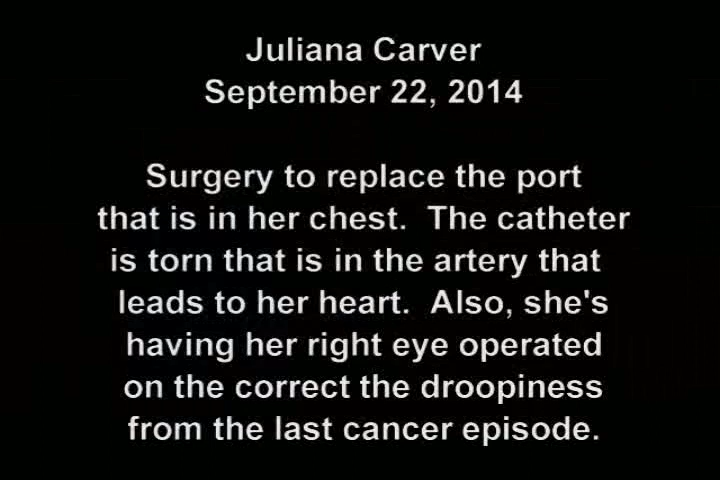 Juliana Carver
September 22, 2014
Surgery to replace the port
that is in her chest.  The catheter
is torn that is in the artery that
leads to her heart.  Also, she's
having her right eye operated
on the correct the droopiness
from the last cancer episode.